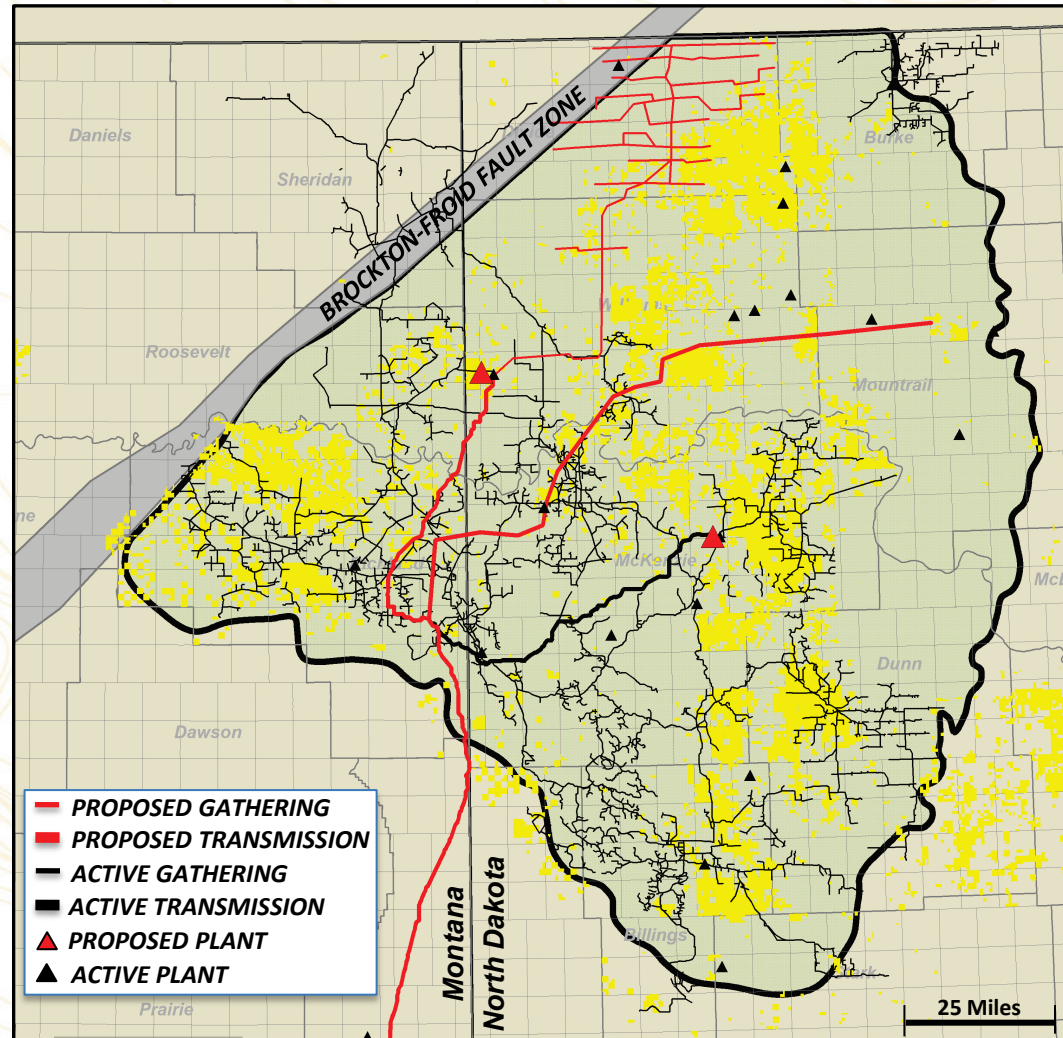 Daniels
Sheridan
Burke
BROCKTON-FROID FAULT ZONE
Roosevelt
Mountrail
McKenzie
Dunn
Dawson
PROPOSED GATHERING
PROPOSED TRANSMISSION
ACTIVE GATHERING
ACTIVE TRANSMISSION
PROPOSED PLANT
ACTIVE PLANT
Montana
North Dakota
Billings
Prairie
25 Miles